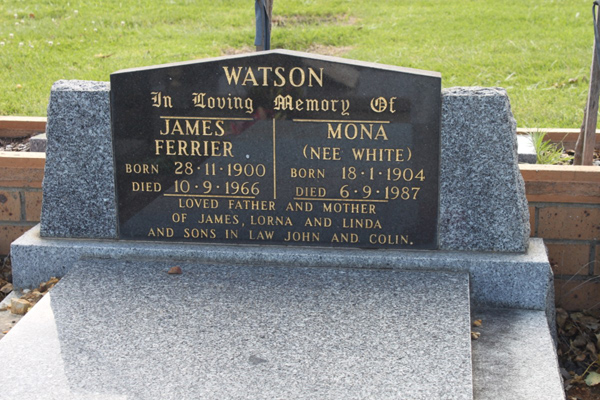 WATSON
In Loving Memory Of
JAMES
FERRIER
BORN 28·11·1900
DIED 10·9·1966
MONA
(NEE WHITE)
BORN 18·1·1904
DIED 6·9·1987
LOVED FATHER AND MOTHER
OF JAMES, LORNA AND LINDA
AND SONS IN LAW JOHN AND COLIN.